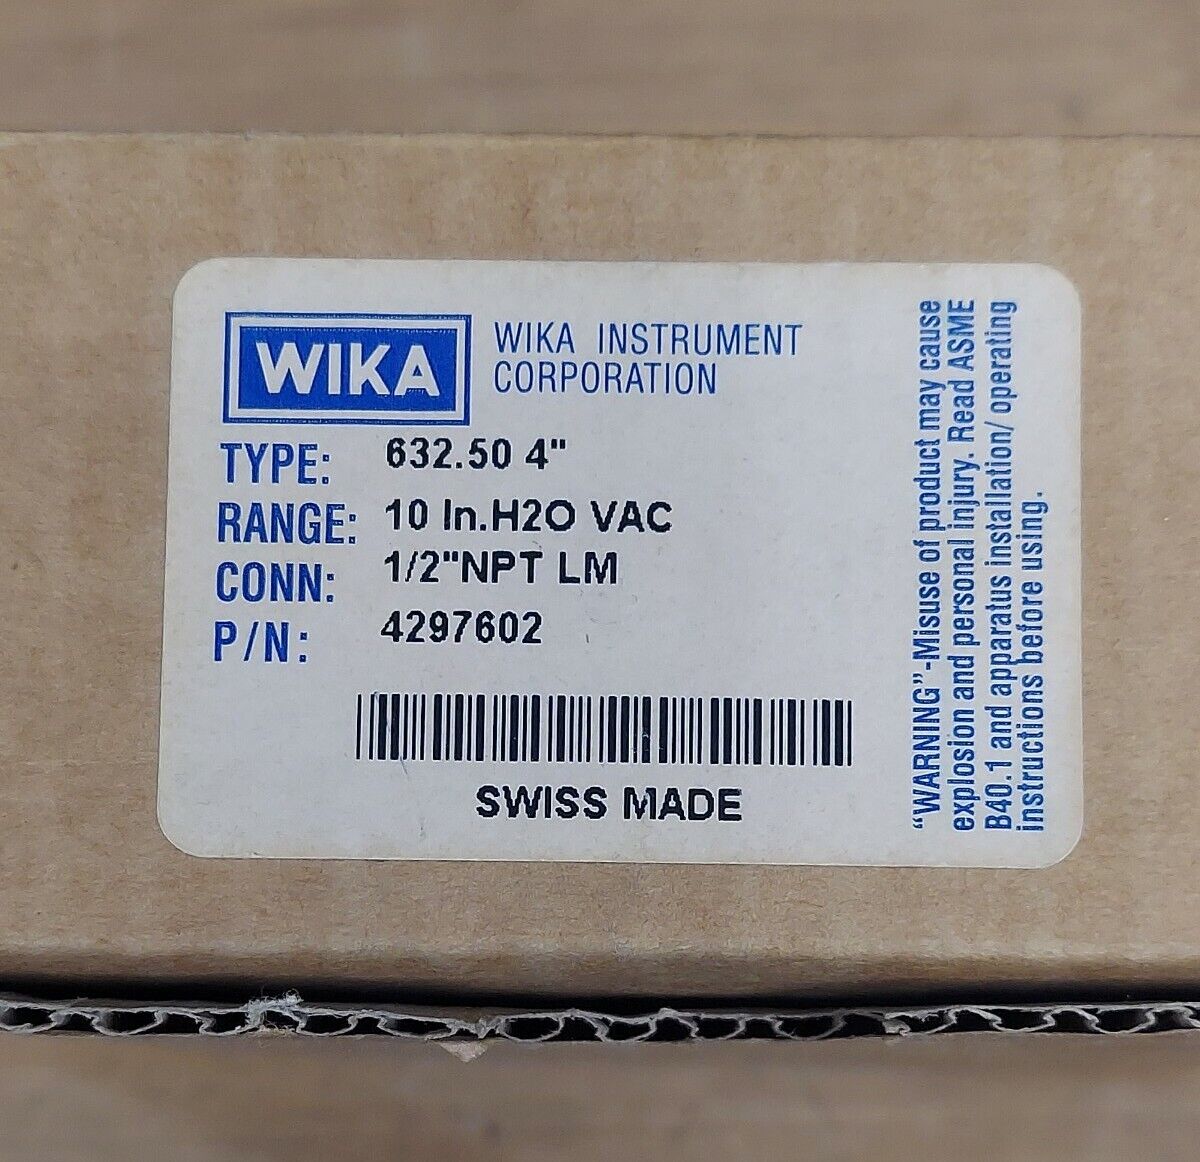 WIKA
WIKA INSTRUMENT
CORPORATION
TYPE: 632.50 4"
RANGE: 10 In.H2O VAC
CONN: 1/2"NPT LM
P/N: 4297602
SWISS MADE
“WARNING”-Misuse of product may cause
explosion and personal injury. Read ASME
B40.1 and apparatus installation/ operating
instructions before using.